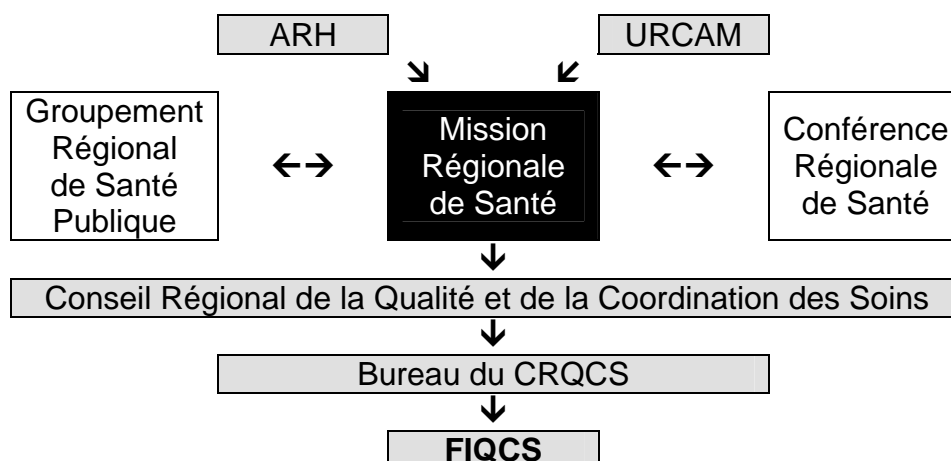 ARH
URCAM
Groupement
Régional
de Santé
Publique
Mission
Régionale
de Santé
Conférence
Régionale
de Santé
Conseil Régional de la Qualité et de la Coordination des Soins
Bureau du CRQCS
FIQCS